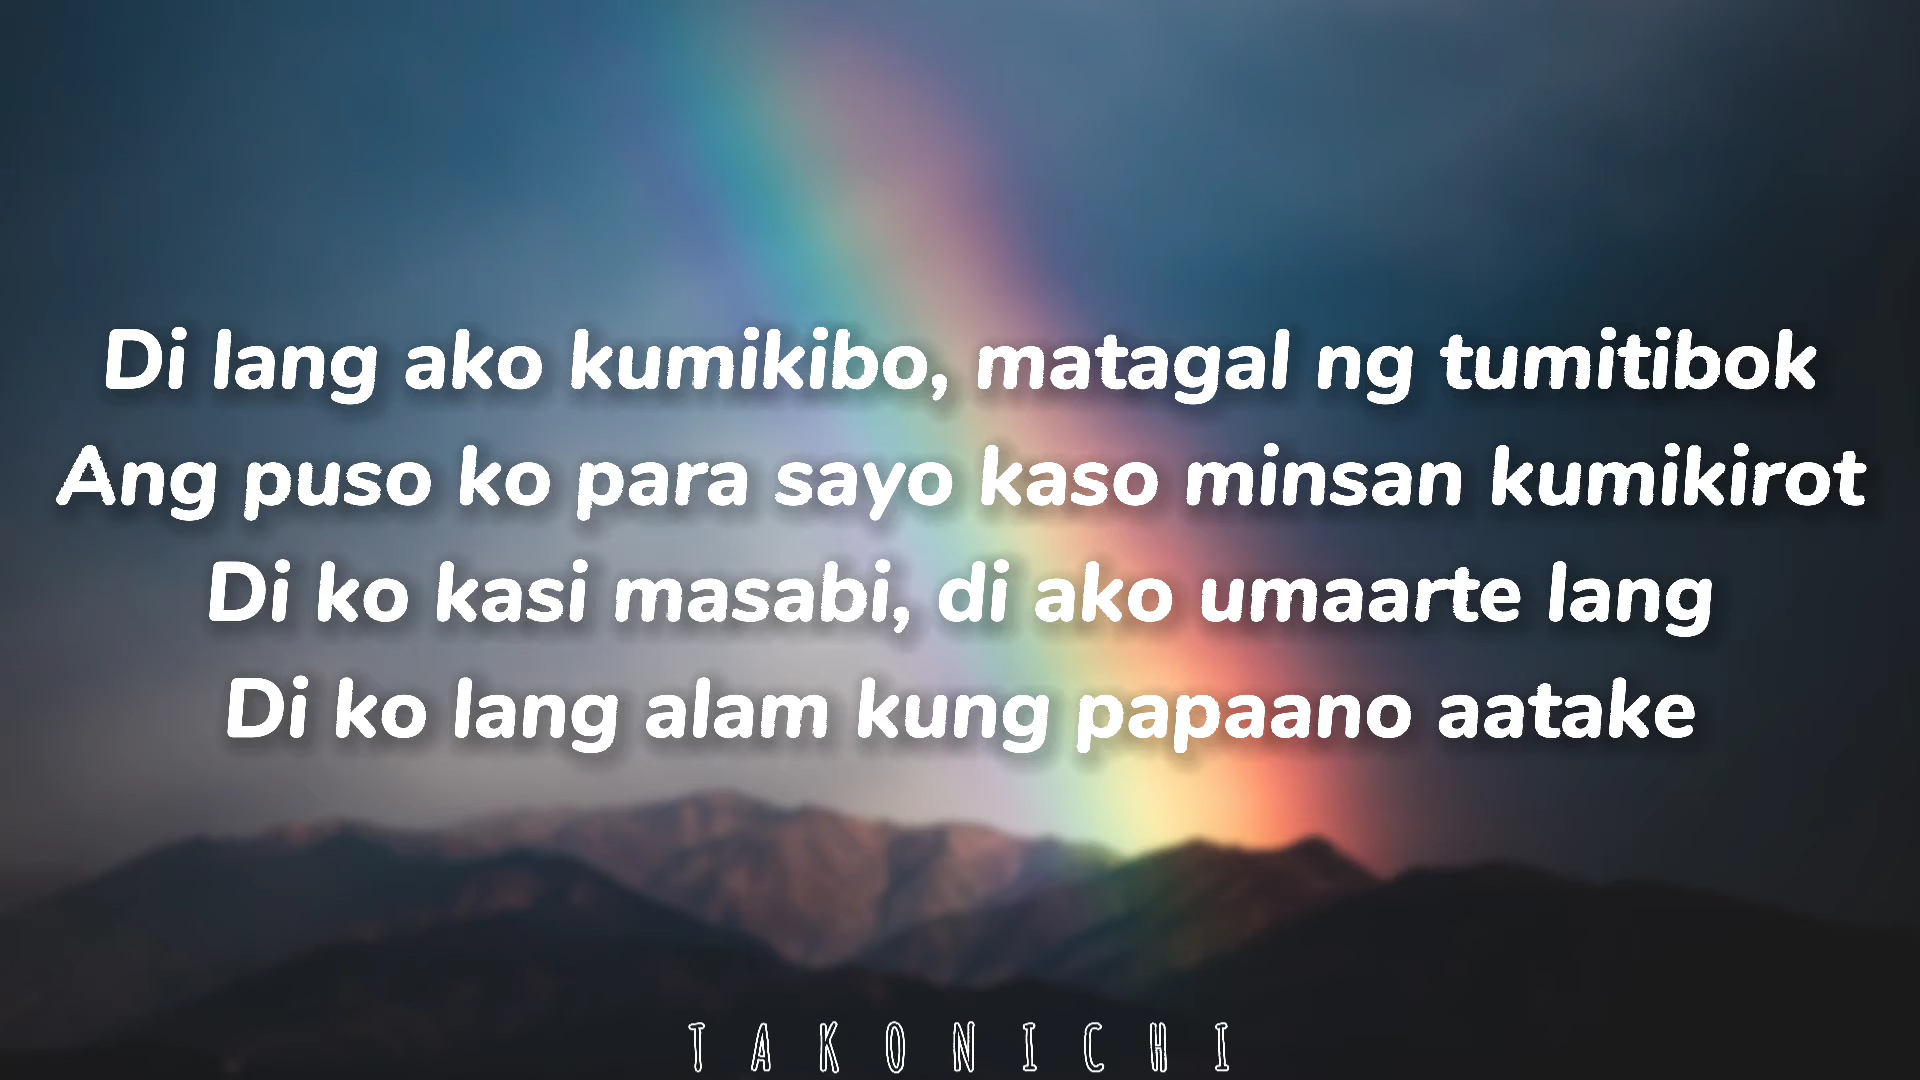 Di lang ako kumikibo, matagal ng tumitibok
Ang puso ko para sayo kaso minsan kumikirot
Di ko kasi masabi, di ako umaarte lang
Di ko lang alam kung papaano aatake
TAKONICHI